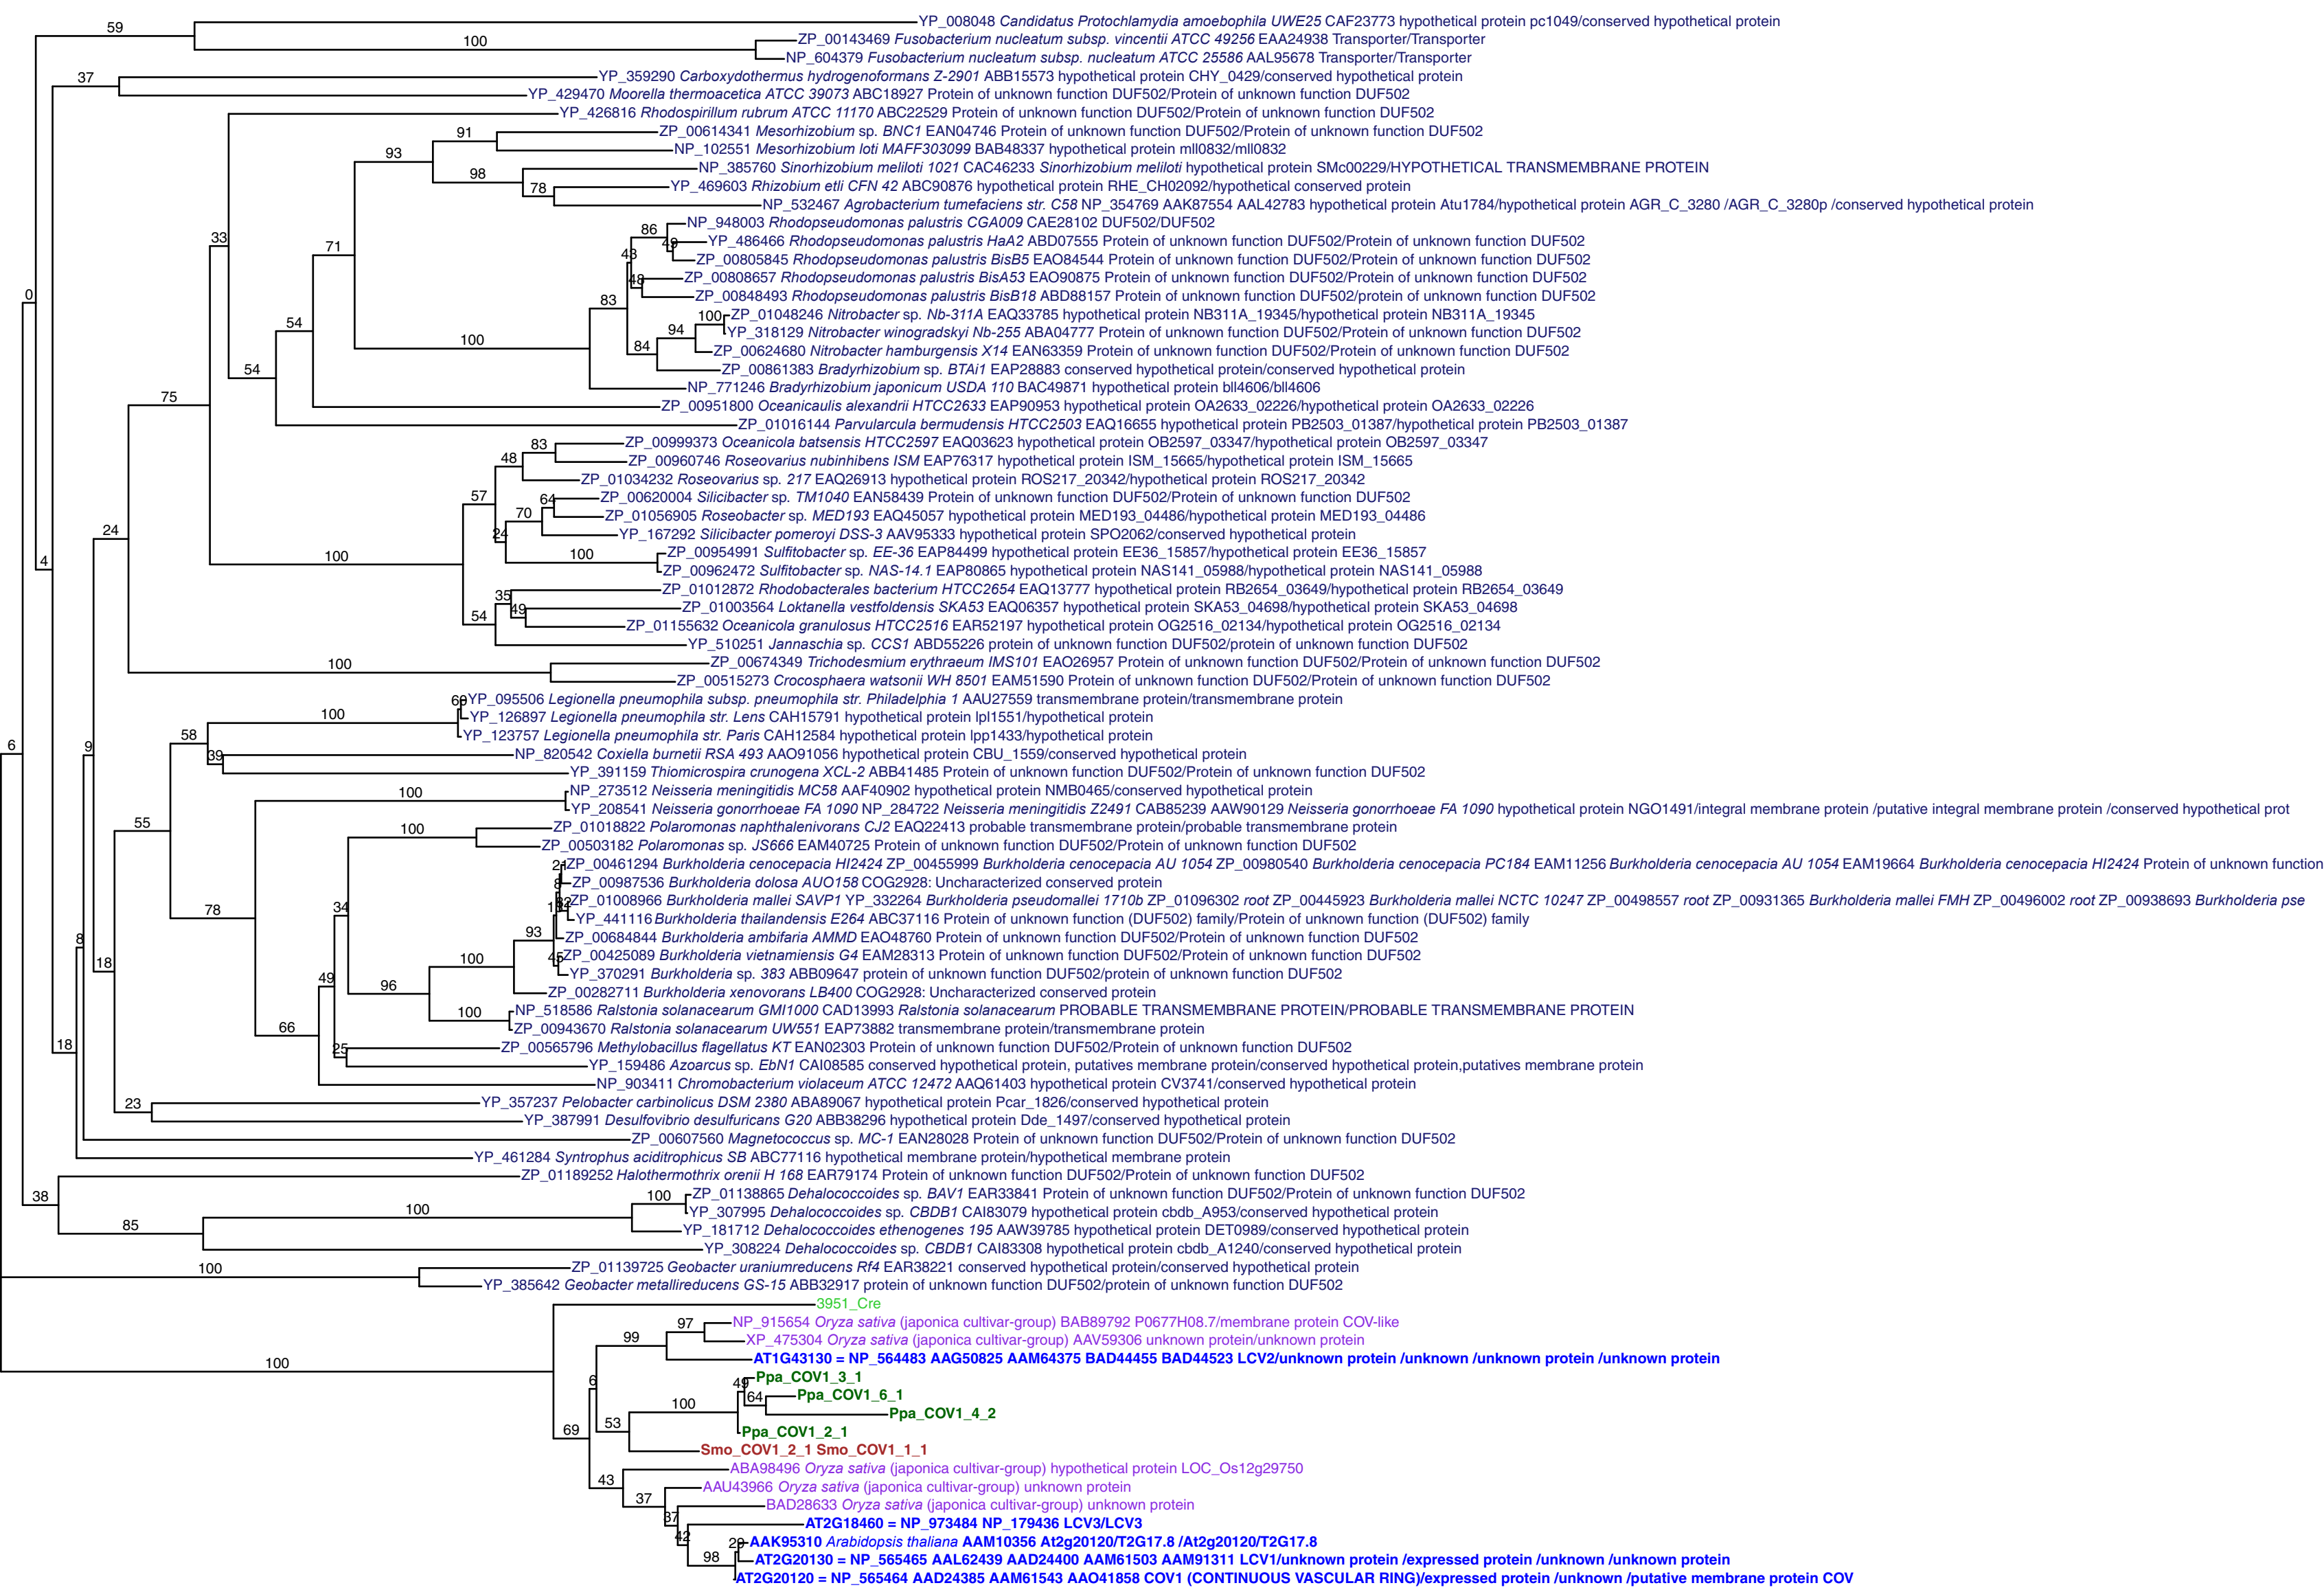 YP_008048 Candidatus Protochlamydia amoebophila UWE25 CAF23773 hypothetical protein pc1049/conserved hypothetical protein
59
ZP_00143469 Fusobacterium nucleatum subsp. vincentii ATCC 49256 EAA24938 Transporter/Transporter
100
NP_604379 Fusobacterium nucleatum subsp. nucleatum ATCC 25586 AAL95678 Transporter/Transporter
37
YP_359290 Carboxydothermus hydrogenoformans Z-2901 ABB15573 hypothetical protein CHY_0429/conserved hypothetical protein
YP_429470 Moorella thermoacetica ATCC 39073 ABC18927 Protein of unknown function DUF502/Protein of unknown function DUF502
YP_426816 Rhodospirillum rubrum ATCC 11170 ABC22529 Protein of unknown function DUF502/Protein of unknown function DUF502
91
ZP_00614341 Mesorhizobium sp. BNC1 EAN04746 Protein of unknown function DUF502/Protein of unknown function DUF502
93
NP_102551 Mesorhizobium loti MAFF303099 BAB48337 hypothetical protein mll0832/mll0832
NP_385760 Sinorhizobium meliloti 1021 CAC46233 Sinorhizobium meliloti hypothetical protein SMc00229/HYPOTHETICAL TRANSMEMBRANE PROTEIN
98
78
YP_469603 Rhizobium etli CFN 42 ABC90876 hypothetical protein RHE_CH02092/hypothetical conserved protein
NP_532467 Agrobacterium tumefaciens str. C58 NP_354769 AAK87554 AAL42783 hypothetical protein Atu1784/hypothetical protein AGR_C_3280 /AGR_C_3280p /conserved hypothetical protein
NP_948003 Rhodopseudomonas palustris CGA009 CAE28102 DUF502/DUF502
86
33
49
YP_486466 Rhodopseudomonas palustris HaA2 ABD07555 Protein of unknown function DUF502/Protein of unknown function DUF502
71
43
ZP_00805845 Rhodopseudomonas palustris BisB5 EAO84544 Protein of unknown function DUF502/Protein of unknown function DUF502
48
ZP_00808657 Rhodopseudomonas palustris BisA53 EAO90875 Protein of unknown function DUF502/Protein of unknown function DUF502
0
83
ZP_00848493 Rhodopseudomonas palustris BisB18 ABD88157 Protein of unknown function DUF502/protein of unknown function DUF502
100
ZP_01048246 Nitrobacter sp. Nb-311A EAQ33785 hypothetical protein NB311A_19345/hypothetical protein NB311A_19345
54
94
YP_318129 Nitrobacter winogradskyi Nb-255 ABA04777 Protein of unknown function DUF502/Protein of unknown function DUF502
100
84
ZP_00624680 Nitrobacter hamburgensis X14 EAN63359 Protein of unknown function DUF502/Protein of unknown function DUF502
54
ZP_00861383 Bradyrhizobium sp. BTAi1 EAP28883 conserved hypothetical protein/conserved hypothetical protein
NP_771246 Bradyrhizobium japonicum USDA 110 BAC49871 hypothetical protein bll4606/bll4606
75
ZP_00951800 Oceanicaulis alexandrii HTCC2633 EAP90953 hypothetical protein OA2633_02226/hypothetical protein OA2633_02226
ZP_01016144 Parvularcula bermudensis HTCC2503 EAQ16655 hypothetical protein PB2503_01387/hypothetical protein PB2503_01387
83
ZP_00999373 Oceanicola batsensis HTCC2597 EAQ03623 hypothetical protein OB2597_03347/hypothetical protein OB2597_03347
48
ZP_00960746 Roseovarius nubinhibens ISM EAP76317 hypothetical protein ISM_15665/hypothetical protein ISM_15665
ZP_01034232 Roseovarius sp. 217 EAQ26913 hypothetical protein ROS217_20342/hypothetical protein ROS217_20342
57
64
ZP_00620004 Silicibacter sp. TM1040 EAN58439 Protein of unknown function DUF502/Protein of unknown function DUF502
70
ZP_01056905 Roseobacter sp. MED193 EAQ45057 hypothetical protein MED193_04486/hypothetical protein MED193_04486
24
24
YP_167292 Silicibacter pomeroyi DSS-3 AAV95333 hypothetical protein SPO2062/conserved hypothetical protein
4
100
100
ZP_00954991 Sulfitobacter sp. EE-36 EAP84499 hypothetical protein EE36_15857/hypothetical protein EE36_15857
ZP_00962472 Sulfitobacter sp. NAS-14.1 EAP80865 hypothetical protein NAS141_05988/hypothetical protein NAS141_05988
35
ZP_01012872 Rhodobacterales bacterium HTCC2654 EAQ13777 hypothetical protein RB2654_03649/hypothetical protein RB2654_03649
54
49
ZP_01003564 Loktanella vestfoldensis SKA53 EAQ06357 hypothetical protein SKA53_04698/hypothetical protein SKA53_04698
ZP_01155632 Oceanicola granulosus HTCC2516 EAR52197 hypothetical protein OG2516_02134/hypothetical protein OG2516_02134
YP_510251 Jannaschia sp. CCS1 ABD55226 protein of unknown function DUF502/protein of unknown function DUF502
100
ZP_00674349 Trichodesmium erythraeum IMS101 EAO26957 Protein of unknown function DUF502/Protein of unknown function DUF502
ZP_00515273 Crocosphaera watsonii WH 8501 EAM51590 Protein of unknown function DUF502/Protein of unknown function DUF502
YP_095506 Legionella pneumophila subsp. pneumophila str. Philadelphia 1 AAU27559 transmembrane protein/transmembrane protein
100
YP_126897 Legionella pneumophila str. Lens CAH15791 hypothetical protein lpl1551/hypothetical protein
58
YP_123757 Legionella pneumophila str. Paris CAH12584 hypothetical protein lpp1433/hypothetical protein
6
9
39
NP_820542 Coxiella burnetii RSA 493 AAO91056 hypothetical protein CBU_1559/conserved hypothetical protein
YP_391159 Thiomicrospira crunogena XCL-2 ABB41485 Protein of unknown function DUF502/Protein of unknown function DUF502
100
NP_273512 Neisseria meningitidis MC58 AAF40902 hypothetical protein NMB0465/conserved hypothetical protein
YP_208541 Neisseria gonorrhoeae FA 1090 NP_284722 Neisseria meningitidis Z2491 CAB85239 AAW90129 Neisseria gonorrhoeae FA 1090 hypothetical protein NGO1491/integral membrane protein /putative integral membrane protein /conserved hypothetical prot
55
100
ZP_01018822 Polaromonas naphthalenivorans CJ2 EAQ22413 probable transmembrane protein/probable transmembrane protein
ZP_00503182 Polaromonas sp. JS666 EAM40725 Protein of unknown function DUF502/Protein of unknown function DUF502
ZP_00461294 Burkholderia cenocepacia HI2424 ZP_00455999 Burkholderia cenocepacia AU 1054 ZP_00980540 Burkholderia cenocepacia PC184 EAM11256 Burkholderia cenocepacia AU 1054 EAM19664 Burkholderia cenocepacia HI2424 Protein of unknown function
8
ZP_00987536 Burkholderia dolosa AUO158 COG2928: Uncharacterized conserved protein
78
34
ZP_01008966 Burkholderia mallei SAVP1 YP_332264 Burkholderia pseudomallei 1710b ZP_01096302 root ZP_00445923 Burkholderia mallei NCTC 10247 ZP_00498557 root ZP_00931365 Burkholderia mallei FMH ZP_00496002 root ZP_00938693 Burkholderia pse
YP_441116 Burkholderia thailandensis E264 ABC37116 Protein of unknown function (DUF502) family/Protein of unknown function (DUF502) family
8
93
ZP_00684844 Burkholderia ambifaria AMMD EAO48760 Protein of unknown function DUF502/Protein of unknown function DUF502
18
100
45
ZP_00425089 Burkholderia vietnamiensis G4 EAM28313 Protein of unknown function DUF502/Protein of unknown function DUF502
49
YP_370291 Burkholderia sp. 383 ABB09647 protein of unknown function DUF502/protein of unknown function DUF502
96
ZP_00282711 Burkholderia xenovorans LB400 COG2928: Uncharacterized conserved protein
100
NP_518586 Ralstonia solanacearum GMI1000 CAD13993 Ralstonia solanacearum PROBABLE TRANSMEMBRANE PROTEIN/PROBABLE TRANSMEMBRANE PROTEIN
66
ZP_00943670 Ralstonia solanacearum UW551 EAP73882 transmembrane protein/transmembrane protein
18
25
ZP_00565796 Methylobacillus flagellatus KT EAN02303 Protein of unknown function DUF502/Protein of unknown function DUF502
YP_159486 Azoarcus sp. EbN1 CAI08585 conserved hypothetical protein, putatives membrane protein/conserved hypothetical protein,putatives membrane protein
NP_903411 Chromobacterium violaceum ATCC 12472 AAQ61403 hypothetical protein CV3741/conserved hypothetical protein
23
YP_357237 Pelobacter carbinolicus DSM 2380 ABA89067 hypothetical protein Pcar_1826/conserved hypothetical protein
YP_387991 Desulfovibrio desulfuricans G20 ABB38296 hypothetical protein Dde_1497/conserved hypothetical protein
ZP_00607560 Magnetococcus sp. MC-1 EAN28028 Protein of unknown function DUF502/Protein of unknown function DUF502
YP_461284 Syntrophus aciditrophicus SB ABC77116 hypothetical membrane protein/hypothetical membrane protein
ZP_01189252 Halothermothrix orenii H 168 EAR79174 Protein of unknown function DUF502/Protein of unknown function DUF502
38
100
ZP_01138865 Dehalococcoides sp. BAV1 EAR33841 Protein of unknown function DUF502/Protein of unknown function DUF502
100
YP_307995 Dehalococcoides sp. CBDB1 CAI83079 hypothetical protein cbdb_A953/conserved hypothetical protein
85
YP_181712 Dehalococcoides ethenogenes 195 AAW39785 hypothetical protein DET0989/conserved hypothetical protein
YP_308224 Dehalococcoides sp. CBDB1 CAI83308 hypothetical protein cbdb_A1240/conserved hypothetical protein
100
ZP_01139725 Geobacter uraniumreducens Rf4 EAR38221 conserved hypothetical protein/conserved hypothetical protein
YP_385642 Geobacter metallireducens GS-15 ABB32917 protein of unknown function DUF502/protein of unknown function DUF502
3951_Cre
97
NP_915654 Oryza sativa (japonica cultivar-group) BAB89792 P0677H08.7/membrane protein COV-like
99
XP_475304 Oryza sativa (japonica cultivar-group) AAV59306 unknown protein/unknown protein
100
AT1G43130 = NP_564483 AAG50825 AAM64375 BAD44455 BAD44523 LCV2/unknown protein /unknown /unknown protein /unknown protein
6
49
Ppa_COV1_3_1
64
Ppa_COV1_6_1
100
Ppa_COV1_4_2
69
53
Ppa_COV1_2_1
Smo_COV1_2_1 Smo_COV1_1_1
ABA98496 Oryza sativa (japonica cultivar-group) hypothetical protein LOC_Os12g29750
43
AAU43966 Oryza sativa (japonica cultivar-group) unknown protein
37
BAD28633 Oryza sativa (japonica cultivar-group) unknown protein
37
AT2G18460 = NP_973484 NP_179436 LCV3/LCV3
42
29
AAK95310 Arabidopsis thaliana AAM10356 At2g20120/T2G17.8 /At2g20120/T2G17.8
98
AT2G20130 = NP_565465 AAL62439 AAD24400 AAM61503 AAM91311 LCV1/unknown protein /expressed protein /unknown /unknown protein
AT2G20120 = NP_565464 AAD24385 AAM61543 AAO41858 COV1 (CONTINUOUS VASCULAR RING)/expressed protein /unknown /putative membrane protein COV